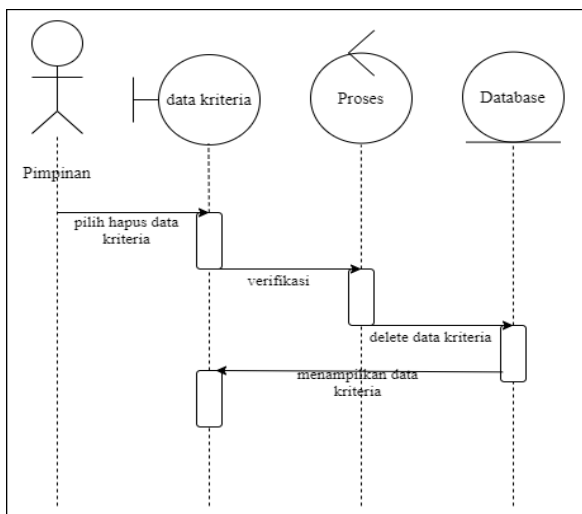 data kriteria
Proses
Database
Pimpinan
pilih hapus data
kriteria
verifikasi
delete data kriteria
menampilkan data
kriteria